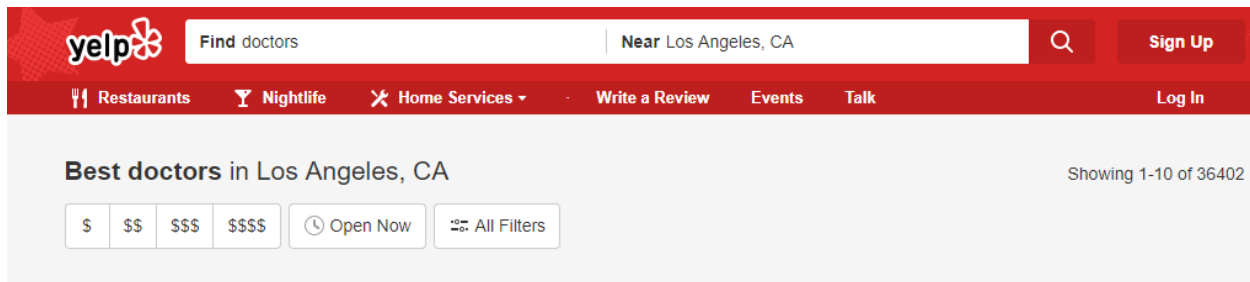 yelp Find doctors Near Los Angeles, CA Sign Up
Restaurants Nightlife Home Services Write a Review Events Talk Log In
Best doctors in Los Angeles, CA Showing 1-10 of 36402
$ $$ $$$ $$$$ Open Now All Filters